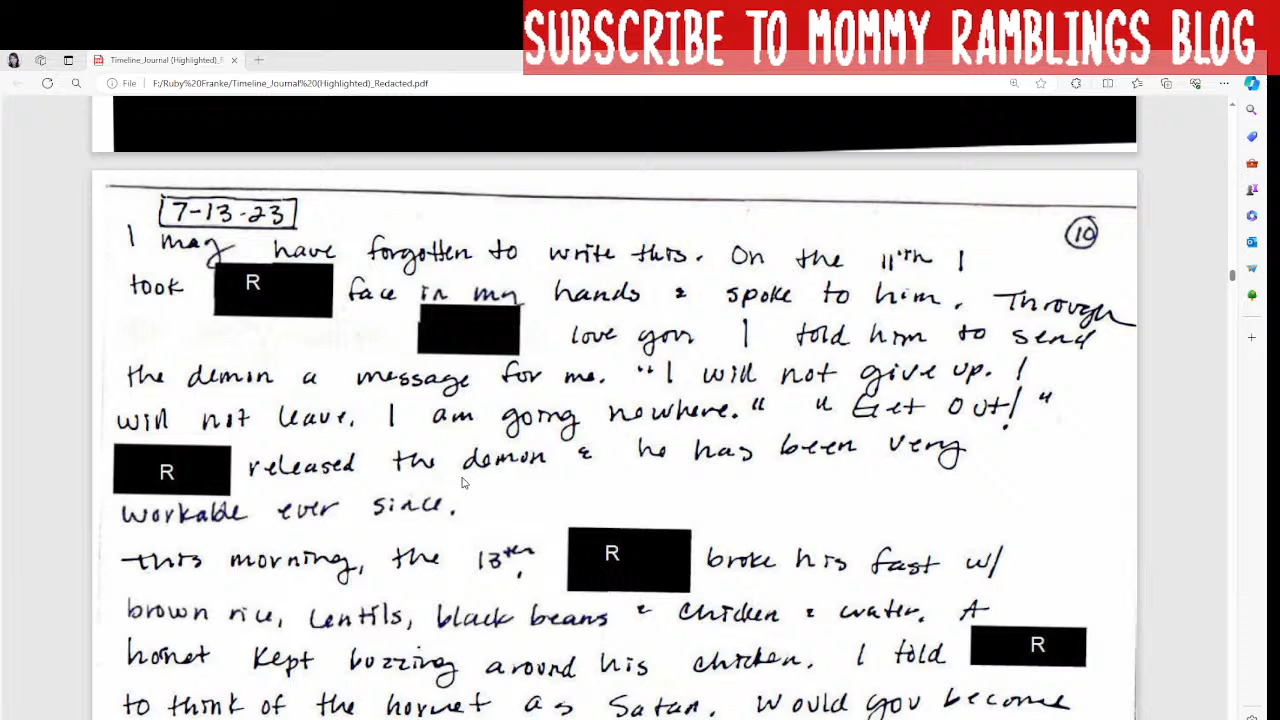 SUBSCRIBE TO MOMMY RAMBLINGS BLOG
Timeline_Journal (Highlighted)_Redacted.pdf
File F:/Ruby%20Franke/Timeline_Journal%20(Highlighted)_Redacted.pdf
7-13-23
10
I may have forgotten to write this. On the 11th I
took R face in my hands & spoke to him. Through
love you I told him to send
the demon a message for me. "I will not give up. I
will not leave. I am going nowhere." "Get Out!"
R released the demon & he has been very
workable ever since.
This morning, the 13th, R broke his fast w/
brown rice, lentils, black beans & chicken & water. A
hornet kept buzzing around his chicken. I told R
to think of the hornet as Satan. Would you become